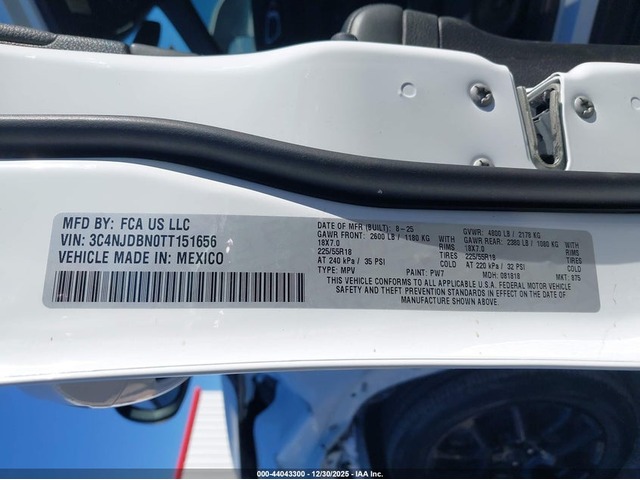 MFD BY: FCA US LLC
VIN: 3C4NJDBN0TT151656
VEHICLE MADE IN: MEXICO
DATE OF MFR (BUILT): 8-25 GVWR: 4800 LB / 2178 KG
GAWR FRONT: 2600 LB / 1180 KG GAWR REAR: 2380 LB / 1080 KG
18X7.0 RIMS 18X7.0 RIMS
225/55R18 TIRES 225/55R18 TIRES
AT 240 kPa / 35 PSI COLD AT 220 kPa / 32 PSI COLD
TYPE: MPV PAINT: PW7 MDH: 081818 MKT: 875
THIS VEHICLE CONFORMS TO ALL APPLICABLE U.S.A. FEDERAL MOTOR VEHICLE
SAFETY AND THEFT PREVENTION STANDARDS IN EFFECT ON THE DATE OF
MANUFACTURE SHOWN ABOVE.
000-44043300 - 12/30/2025 - IAA Inc.